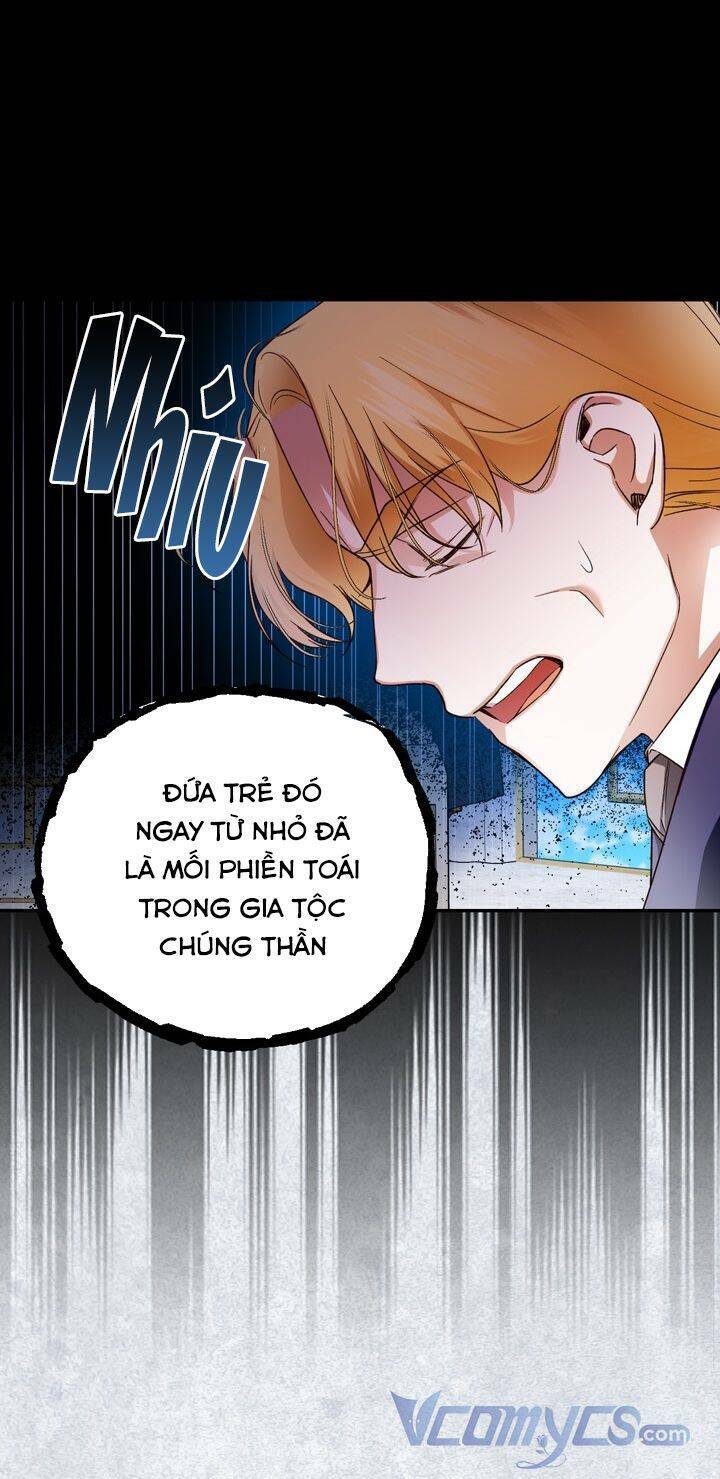 Nhíu
ĐỨA TRẺ ĐÓ
NGAY TỪ NHỎ ĐÃ
LÀ MỐI PHIỀN TOÁI
TRONG GIA TỘC
CHÚNG THẦN
VCOMYCS.com